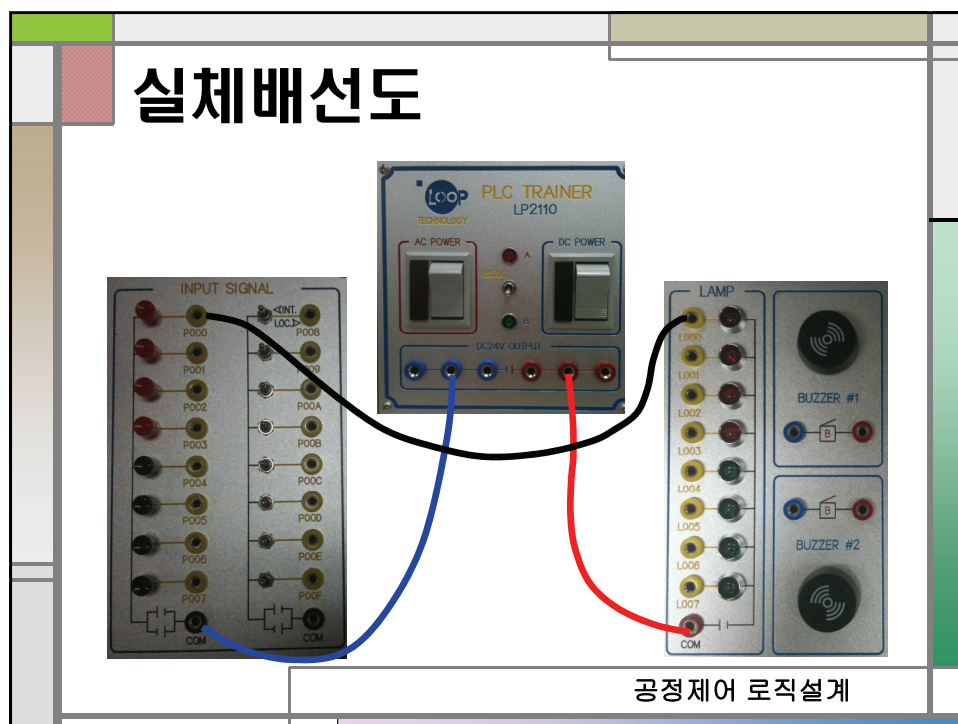 실체배선도
LOOP
TECHNOLOGY
PLC TRAINER
LP2110
AC POWER
A
B
DC POWER
DC24V OUTPUT
INPUT SIGNAL
P000
P001
P002
P003
P004
P005
P006
P007
COM
INT.
LOC.
P008
P00A
P00B
P00C
P00D
P00E
P00F
COM
LAMP
L000
L001
L002
L003
L004
L005
L006
L007
COM
BUZZER #1
B
B
BUZZER #2
공정제어 로직설계